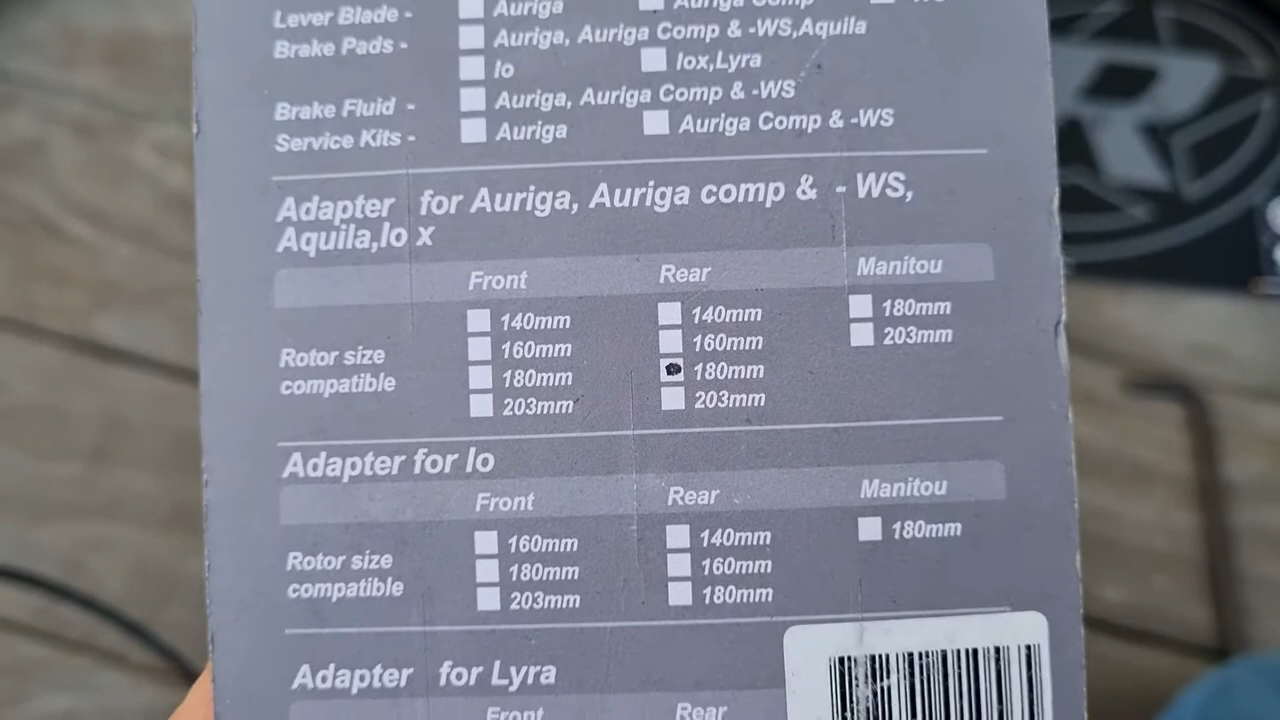 Lever Blade - Auriga Auriga Comp
Brake Pads - Auriga, Auriga Comp & -WS,Aquila
Io Iox,Lyra
Brake Fluid - Auriga, Auriga Comp & -WS
Service Kits - Auriga Auriga Comp & -WS
Adapter for Auriga, Auriga comp & - WS,
Aquila,Io x
Front Rear Manitou
140mm 140mm 180mm
160mm 160mm 203mm
Rotor size
compatible
180mm 180mm
203mm 203mm
Adapter for Io
Front Rear Manitou
160mm 140mm 180mm
Rotor size
compatible
180mm 160mm
203mm 180mm
Adapter for Lyra
Front Rear
R